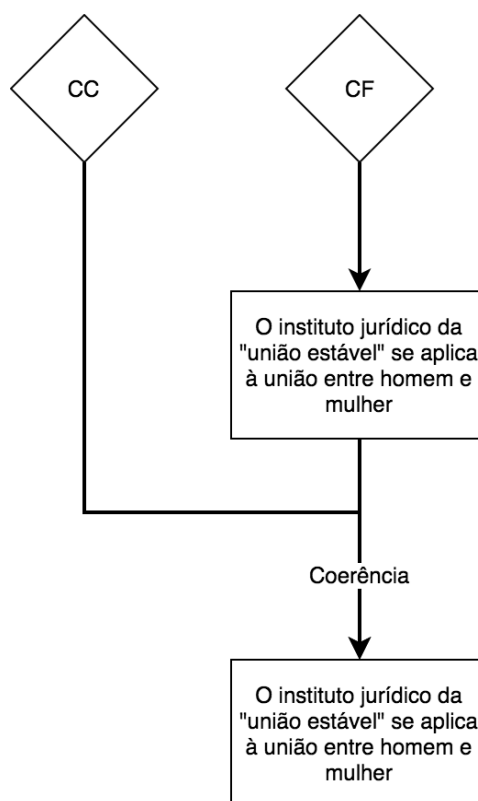 CC
CF
O instituto jurídico da
"união estável" se aplica
à união entre homem e
mulher
Coerência
O instituto jurídico da
"união estável" se aplica
à união entre homem e
mulher